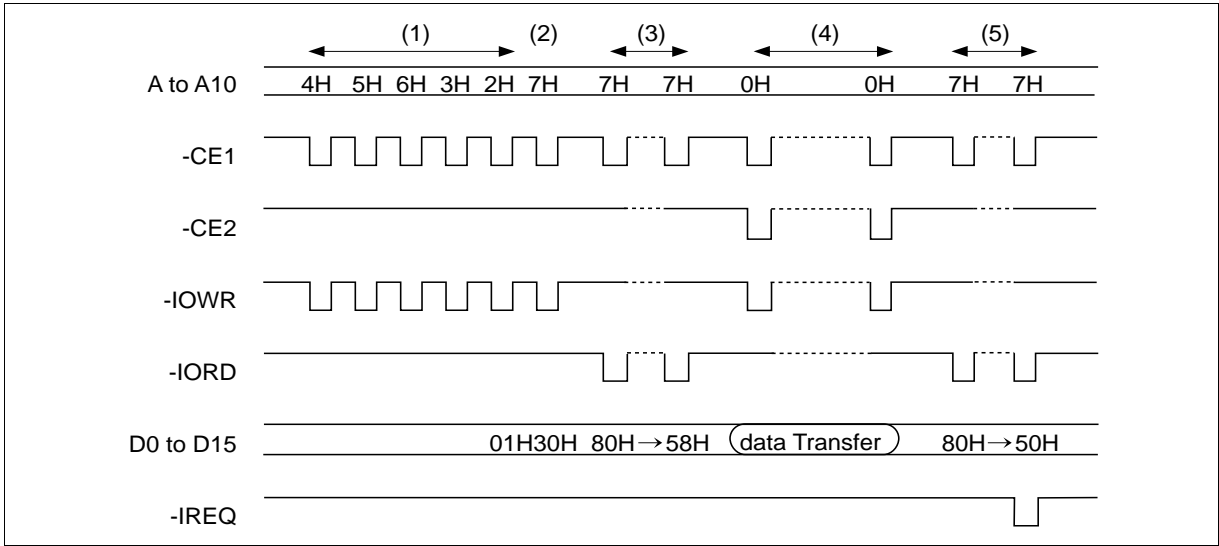 (1) (2) (3) (4) (5)
A to A10 4H 5H 6H 3H 2H 7H 7H 7H 0H 0H 7H 7H
-CE1
-CE2
-IOWR
-IORD
D0 to D15 01H30H 80H→58H data Transfer 80H→50H
-IREQ